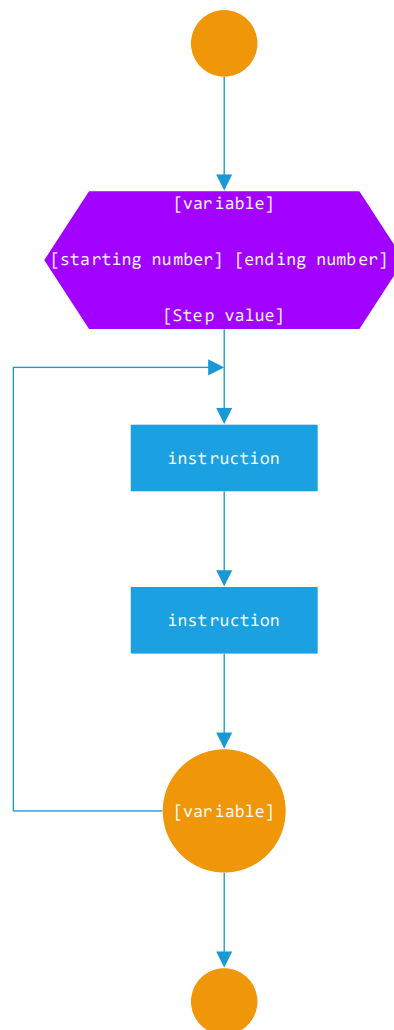 [variable]
[starting number] [ending number]
[Step value]
instruction
instruction
[variable]